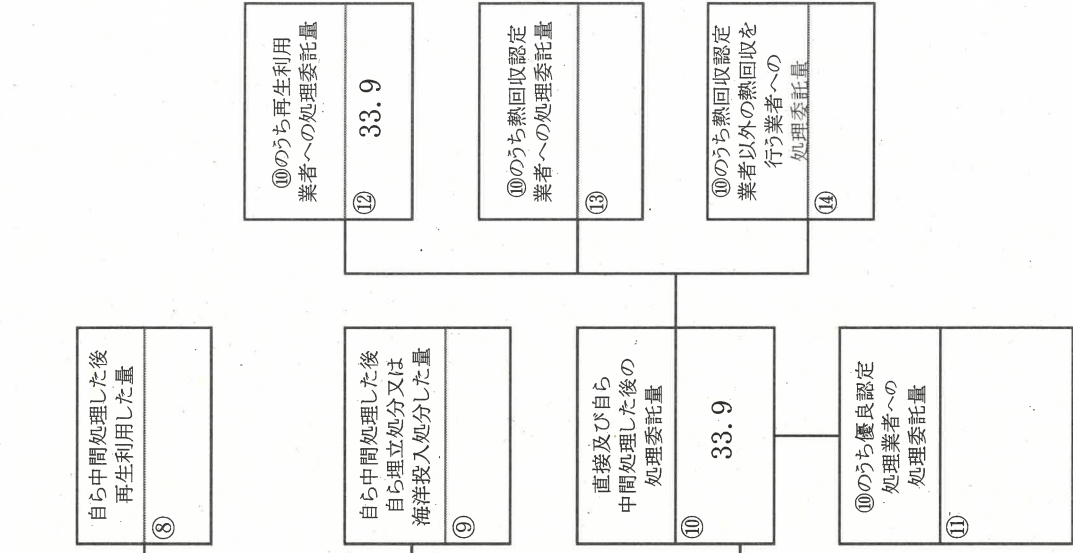 自ら中間処理した後
再生利用した量
⑧
自ら中間処理した後
自ら埋立処分又は
海洋投入処分した量
⑨
直接及び自ら
中間処理した後の
処理委託量
⑩
33.9
⑩のうち優良認定
処理業者への
処理委託量
⑪
⑩のうち再生利用
業者への処理委託量
⑫
33.9
⑩のうち熱回収認定
業者への処理委託量
⑬
⑩のうち熱回収認定
業者以外の熱回収を
行う業者への
処理委託量
⑭